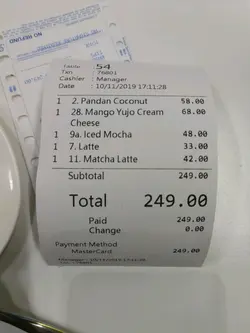 NO REFUND
Table 54
Txn : 76801
Cashier : Manager
Date : 10/11/2019 17:11:28
1 2. Pandan Coconut 58.00
1 28. Mango Yujo Cream 68.00
Cheese
1 9a. Iced Mocha 48.00
1 7. Latte 33.00
1 11. Matcha Latte 42.00
Subtotal 249.00
Total 249.00
Paid 249.00
Change 0.00
Payment Method
MasterCard 249.00